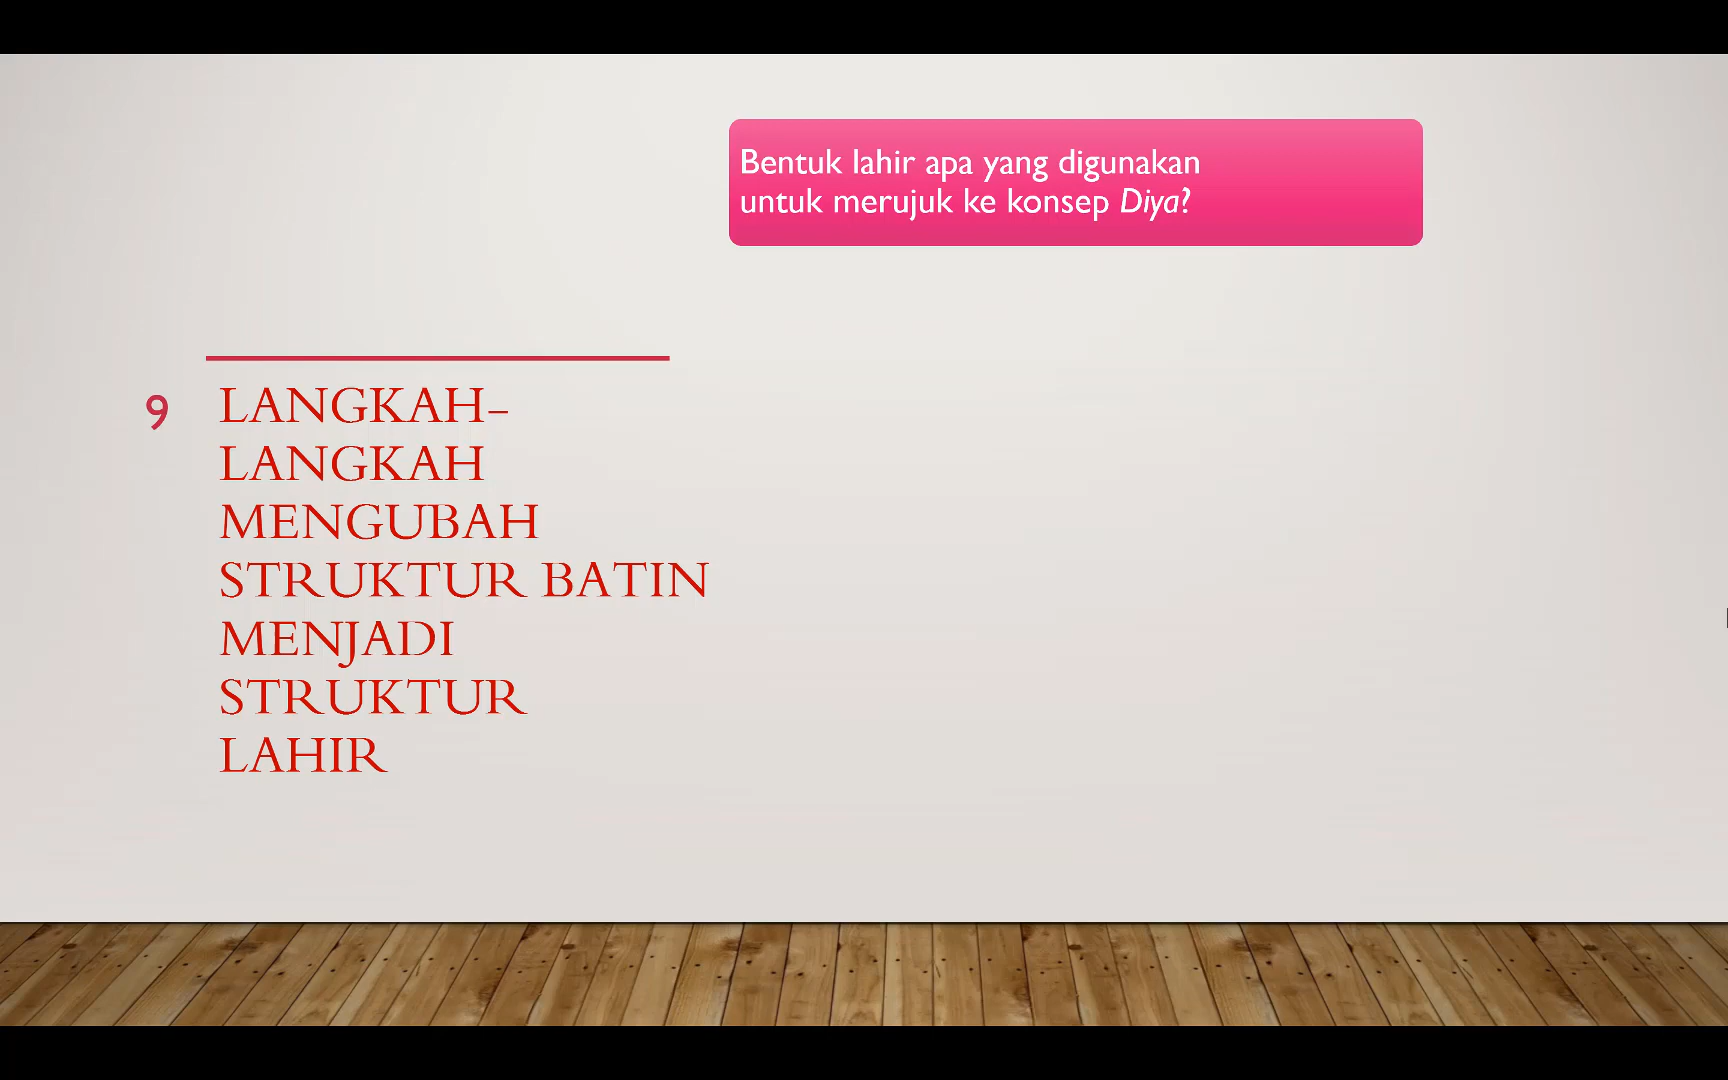 Bentuk lahir apa yang digunakan
untuk merujuk ke konsep Diya?
9
LANGKAH-
LANGKAH
MENGUBAH
STRUKTUR BATIN
MENJADI
STRUKTUR
LAHIR